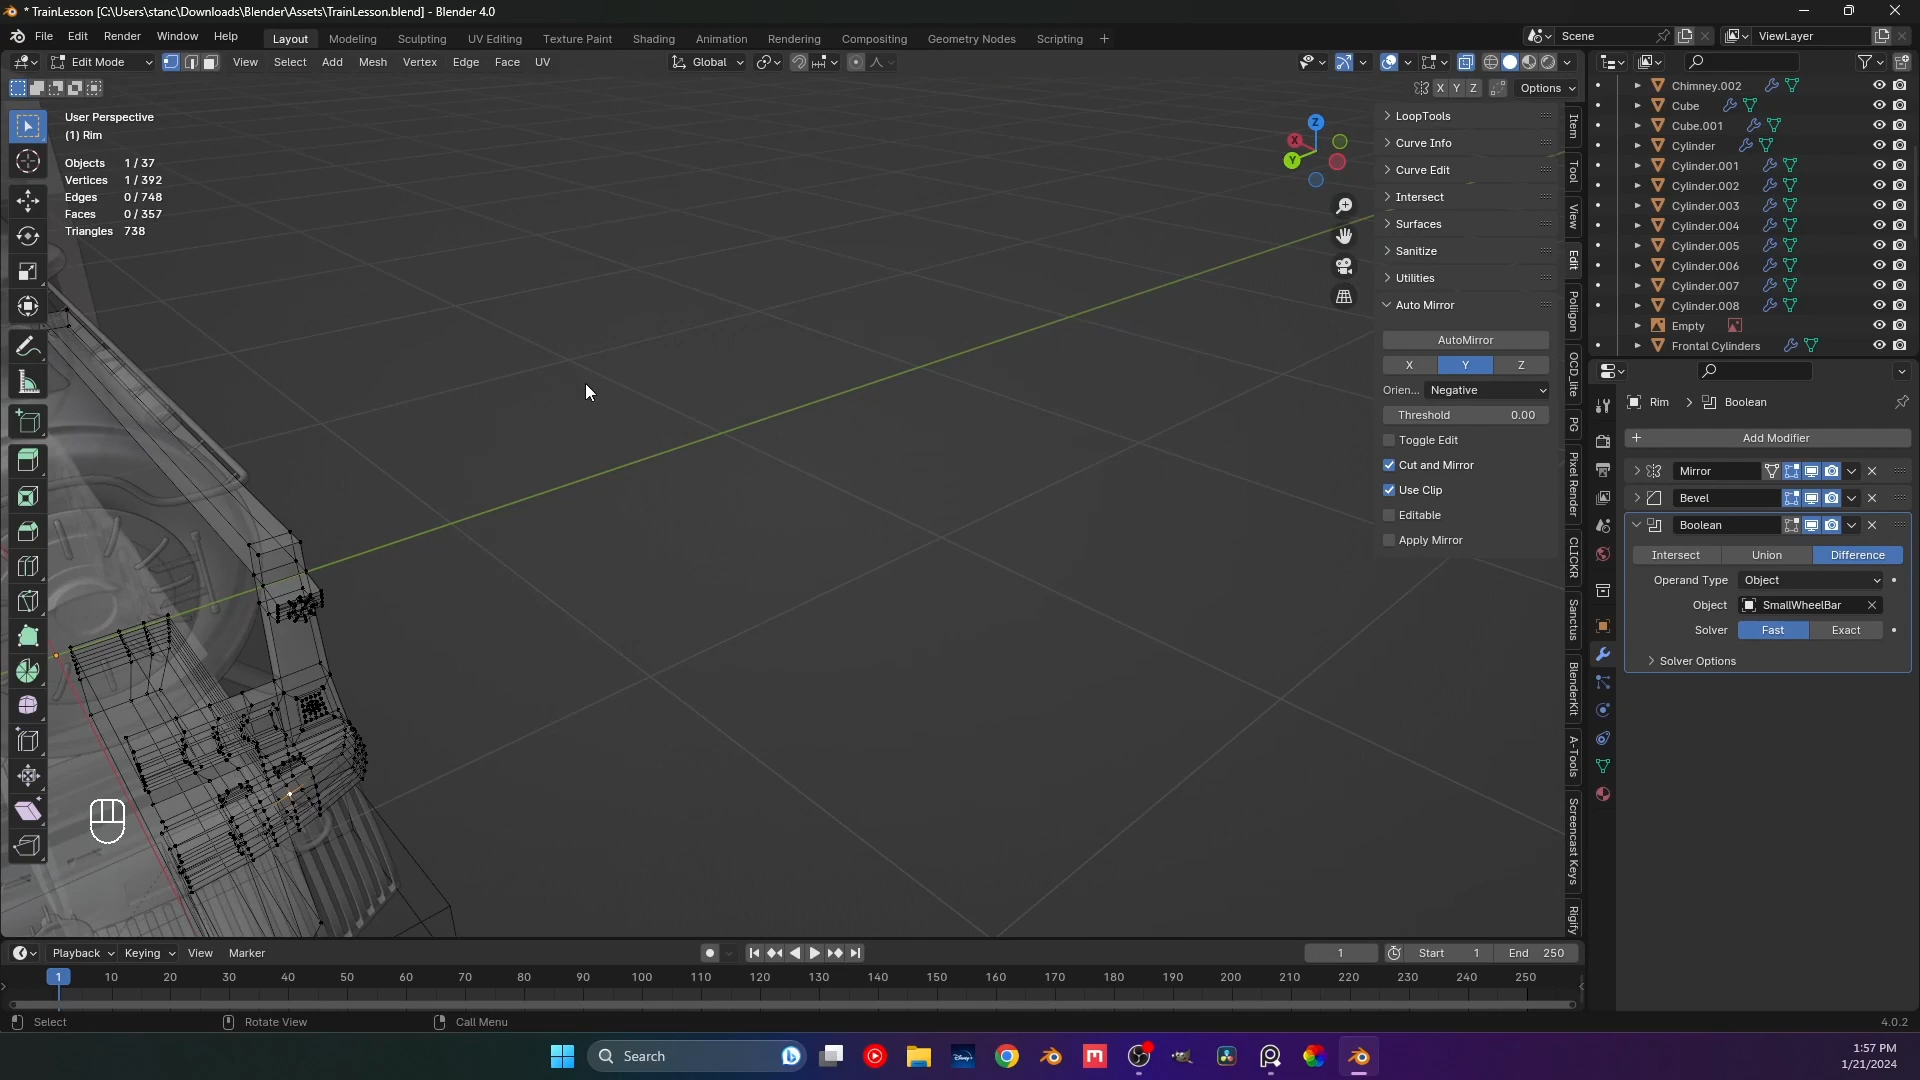 * TrainLesson [C:\Users\stanc\Downloads\Blender\Assets\TrainLesson.blend] - Blender 4.0
File Edit Render Window Help Layout Modeling Sculpting UV Editing Texture Paint Shading Animation Rendering Compositing Geometry Nodes Scripting + Scene ViewLayer
Edit Mode View Select Add Mesh Vertex Edge Face UV Global
X Y Z Options
User Perspective
(1) Rim
Objects 1 / 37
Vertices 1 / 392
Edges 0 / 748
Faces 0 / 357
Triangles 738
Z
X
Y
LoopTools
Curve Info
Curve Edit
Intersect
Surfaces
Sanitize
Utilities
Auto Mirror
AutoMirror
X Y Z
Orien... Negative
Threshold 0.00
Toggle Edit
Cut and Mirror
Use Clip
Editable
Apply Mirror
Item
Tool
View
Edit
Poliigon
OCD_lite
PG
Pixel Render
CLICKR
Sanctus
BlenderKit
A-Tools
Screencast Keys
Rigify
Chimney.002
Cube
Cube.001
Cylinder
Cylinder.001
Cylinder.002
Cylinder.003
Cylinder.004
Cylinder.005
Cylinder.006
Cylinder.007
Cylinder.008
Empty
Frontal Cylinders
Rim > Boolean
+ Add Modifier
Mirror
Bevel
Boolean
Intersect Union Difference
Operand Type Object
Object SmallWheelBar
Solver Fast Exact
Solver Options
Playback Keying View Marker 1 Start 1 End 250
1 10 20 30 40 50 60 70 80 90 100 110 120 130 140 150 160 170 180 190 200 210 220 230 240 250
Select Rotate View Call Menu 4.0.2
Search
1:57 PM
1/21/2024